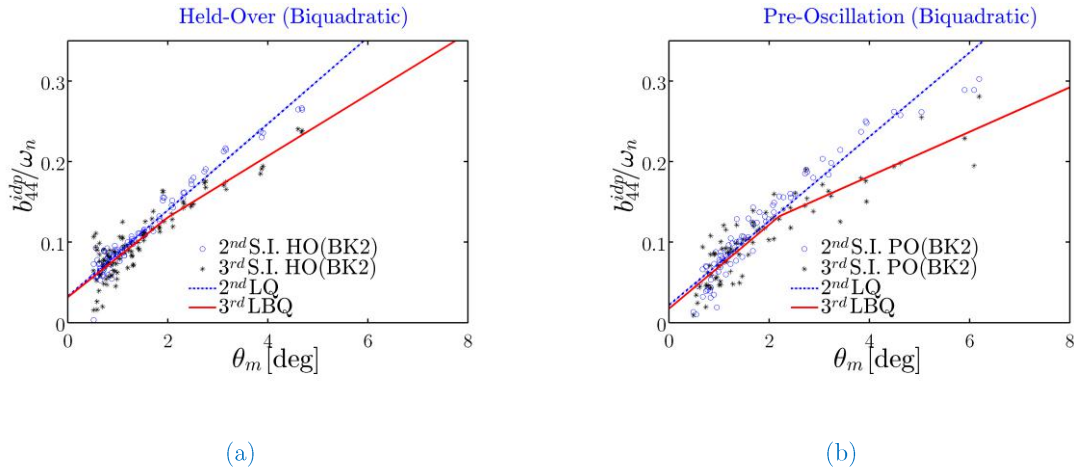 Held-Over (Biquadratic)
0.3
0.2
0.1
0
b_{44}^{idp}/ω_n
2^{nd}S.I. HO(BK2)
3^{rd}S.I. HO(BK2)
2^{nd}LQ
3^{rd}LBQ
0 2 4 6 8
θ_m[deg]
(a)
Pre-Oscillation (Biquadratic)
0.3
0.2
0.1
0
b_{44}^{idp}/ω_n
2^{nd}S.I. PO(BK2)
3^{rd}S.I. PO(BK2)
2^{nd}LQ
3^{rd}LBQ
0 2 4 6 8
θ_m[deg]
(b)